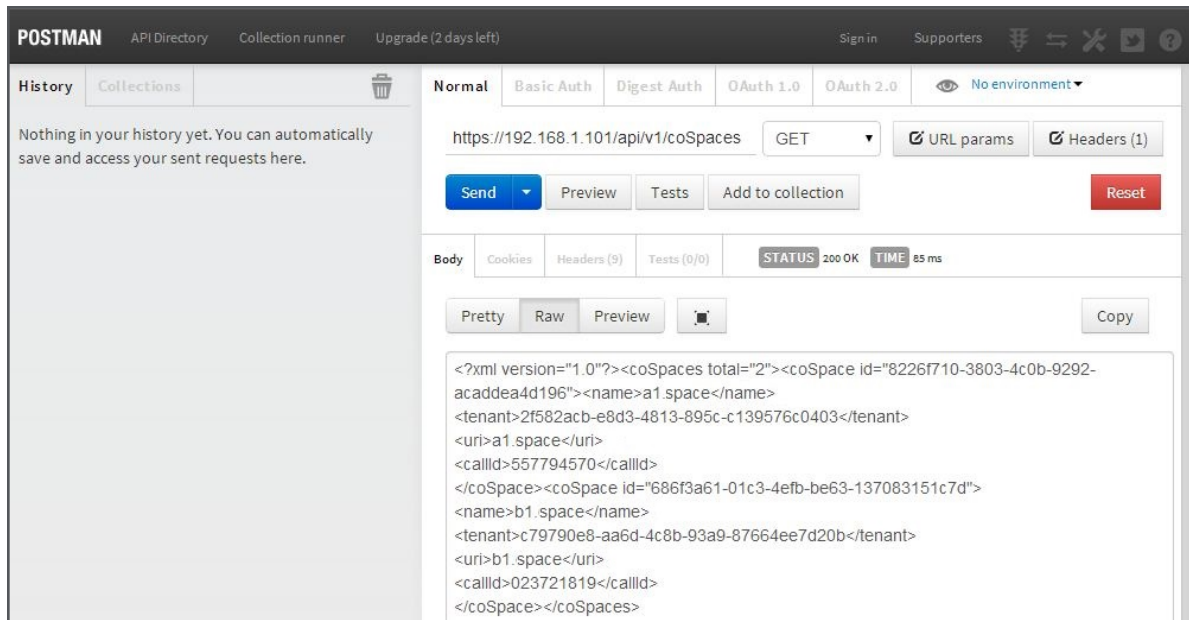 POSTMAN API Directory Collection runner Upgrade (2 days left) Sign in Supporters
History Collections
Nothing in your history yet. You can automatically
save and access your sent requests here.
Normal Basic Auth Digest Auth OAuth 1.0 OAuth 2.0 No environment
https://192.168.1.101/api/v1/coSpaces GET URL params Headers (1)
Send Preview Tests Add to collection Reset
Body Cookies Headers (9) Tests (0/0) STATUS 200 OK TIME 85 ms
Pretty Raw Preview Copy
<?xml version="1.0"?><coSpaces total="2"><coSpace id="8226f710-3803-4c0b-9292-
acaddea4d196"><name>a1.space</name>
<tenant>2f582acb-e8d3-4813-895c-c139576c0403</tenant>
<uri>a1.space</uri>
<callId>557794570</callId>
</coSpace><coSpace id="686f3a61-01c3-4efb-be63-137083151c7d">
<name>b1.space</name>
<tenant>c79790e8-aa6d-4c8b-93a9-87664ee7d20b</tenant>
<uri>b1.space</uri>
<callId>023721819</callId>
</coSpace></coSpaces>